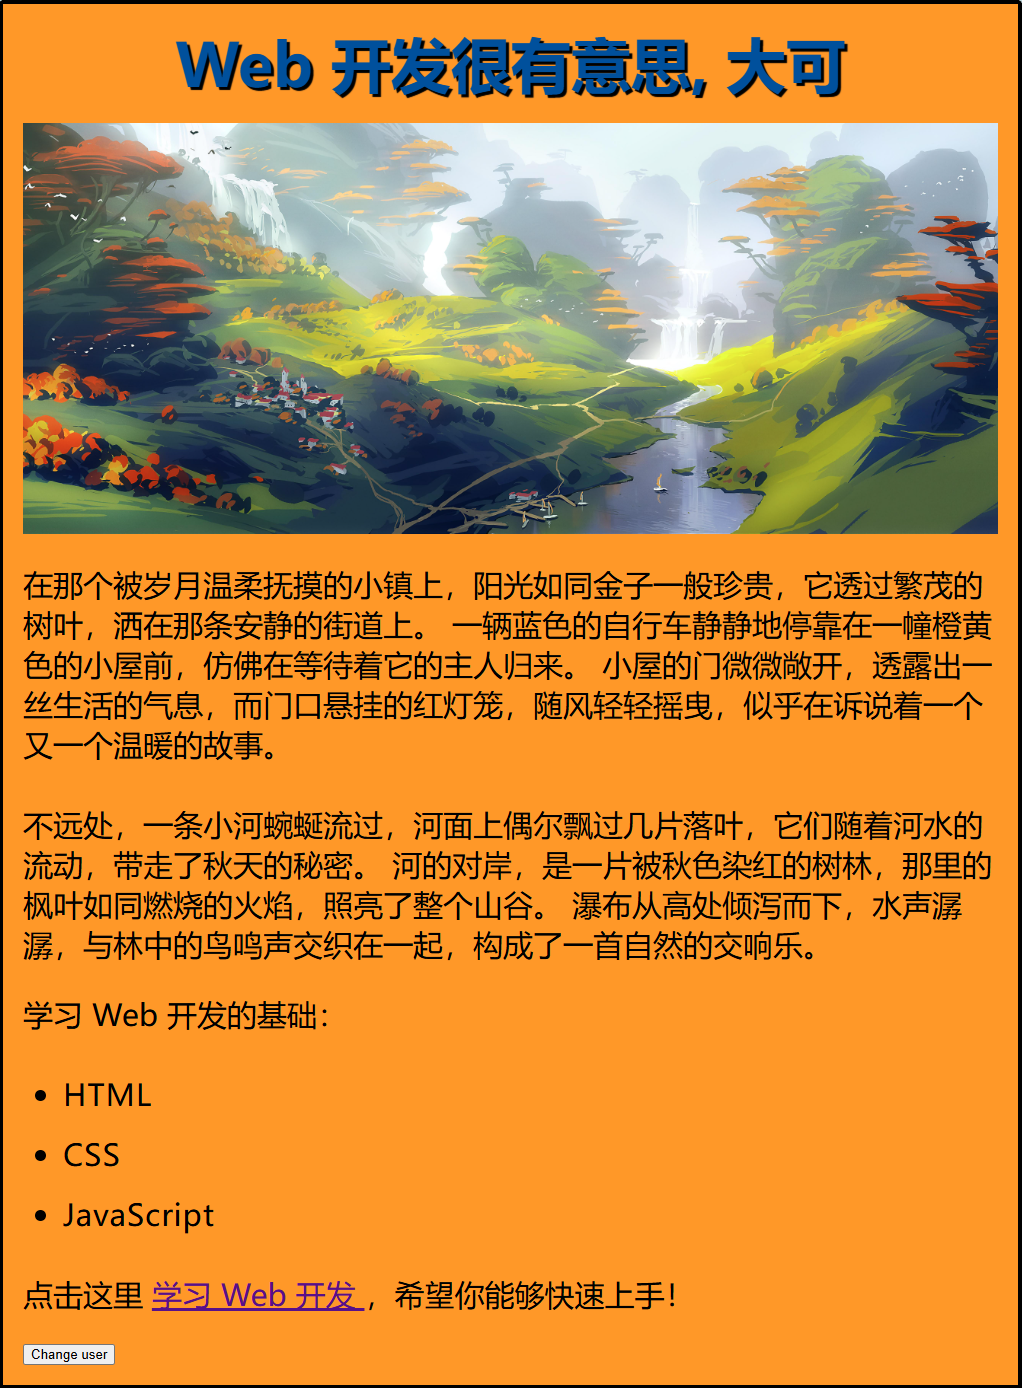 Web 开发很有意思, 大可
在那个被岁月温柔抚摸的小镇上，阳光如同金子一般珍贵，它透过繁茂的
树叶，洒在那条安静的街道上。 一辆蓝色的自行车静静地停靠在一幢橙黄
色的小屋前，仿佛在等待着它的主人归来。 小屋的门微微敞开，透露出一
丝生活的气息，而门口悬挂的红灯笼，随风轻轻摇曳，似乎在诉说着一个
又一个温暖的故事。
不远处，一条小河蜿蜒流过，河面上偶尔飘过几片落叶，它们随着河水的
流动，带走了秋天的秘密。 河的对岸，是一片被秋色染红的树林，那里的
枫叶如同燃烧的火焰，照亮了整个山谷。 瀑布从高处倾泻而下，水声潺
潺，与林中的鸟鸣声交织在一起，构成了一首自然的交响乐。
学习 Web 开发的基础：
• HTML
• CSS
• JavaScript
点击这里 学习 Web 开发 ，希望你能够快速上手！
Change user